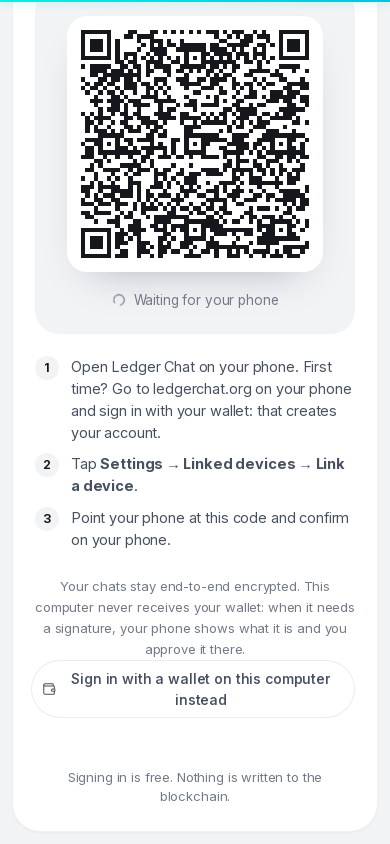 Waiting for your phone
1 Open Ledger Chat on your phone. First
time? Go to ledgerchat.org on your phone
and sign in with your wallet: that creates
your account.
2 Tap Settings → Linked devices → Link
a device.
3 Point your phone at this code and confirm
on your phone.
Your chats stay end-to-end encrypted. This
computer never receives your wallet: when it needs
a signature, your phone shows what it is and you
approve it there.
Sign in with a wallet on this computer
instead
Signing in is free. Nothing is written to the
blockchain.